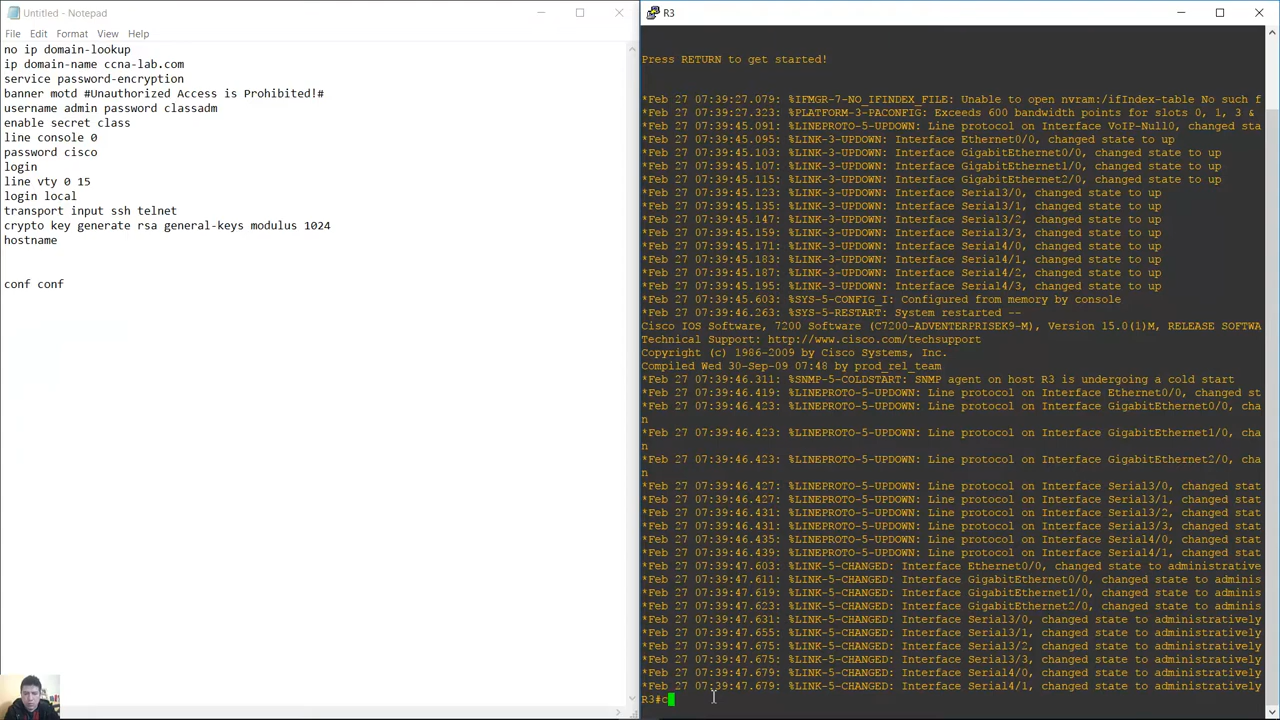 Untitled - Notepad
File Edit Format View Help
no ip domain-lookup
ip domain-name ccna-lab.com
service password-encryption
banner motd #Unauthorized Access is Prohibited!#
username admin password classadm
enable secret class
line console 0
password cisco
login
line vty 0 15
login local
transport input ssh telnet
crypto key generate rsa general-keys modulus 1024
hostname
conf conf
R3
Press RETURN to get started!
*Feb 27 07:39:27.079: %IFMGR-7-NO_IFINDEX_FILE: Unable to open nvram:/ifIndex-table No such f
*Feb 27 07:39:27.323: %PLATFORM-3-PACONFIG: Exceeds 600 bandwidth points for slots 0, 1, 3 &
*Feb 27 07:39:45.091: %LINEPROTO-5-UPDOWN: Line protocol on Interface VoIP-Null0, changed sta
*Feb 27 07:39:45.095: %LINK-3-UPDOWN: Interface Ethernet0/0, changed state to up
*Feb 27 07:39:45.103: %LINK-3-UPDOWN: Interface GigabitEthernet0/0, changed state to up
*Feb 27 07:39:45.107: %LINK-3-UPDOWN: Interface GigabitEthernet1/0, changed state to up
*Feb 27 07:39:45.115: %LINK-3-UPDOWN: Interface GigabitEthernet2/0, changed state to up
*Feb 27 07:39:45.123: %LINK-3-UPDOWN: Interface Serial3/0, changed state to up
*Feb 27 07:39:45.135: %LINK-3-UPDOWN: Interface Serial3/1, changed state to up
*Feb 27 07:39:45.147: %LINK-3-UPDOWN: Interface Serial3/2, changed state to up
*Feb 27 07:39:45.159: %LINK-3-UPDOWN: Interface Serial3/3, changed state to up
*Feb 27 07:39:45.171: %LINK-3-UPDOWN: Interface Serial4/0, changed state to up
*Feb 27 07:39:45.183: %LINK-3-UPDOWN: Interface Serial4/1, changed state to up
*Feb 27 07:39:45.187: %LINK-3-UPDOWN: Interface Serial4/2, changed state to up
*Feb 27 07:39:45.195: %LINK-3-UPDOWN: Interface Serial4/3, changed state to up
*Feb 27 07:39:45.603: %SYS-5-CONFIG_I: Configured from memory by console
*Feb 27 07:39:46.263: %SYS-5-RESTART: System restarted --
Cisco IOS Software, 7200 Software (C7200-ADVENTERPRISEK9-M), Version 15.0(1)M, RELEASE SOFTWA
Technical Support: http://www.cisco.com/techsupport
Copyright (c) 1986-2009 by Cisco Systems, Inc.
Compiled Wed 30-Sep-09 07:48 by prod_rel_team
*Feb 27 07:39:46.311: %SNMP-5-COLDSTART: SNMP agent on host R3 is undergoing a cold start
*Feb 27 07:39:46.419: %LINEPROTO-5-UPDOWN: Line protocol on Interface Ethernet0/0, changed st
*Feb 27 07:39:46.423: %LINEPROTO-5-UPDOWN: Line protocol on Interface GigabitEthernet0/0, cha
n
*Feb 27 07:39:46.423: %LINEPROTO-5-UPDOWN: Line protocol on Interface GigabitEthernet1/0, cha
n
*Feb 27 07:39:46.423: %LINEPROTO-5-UPDOWN: Line protocol on Interface GigabitEthernet2/0, cha
n
*Feb 27 07:39:46.427: %LINEPROTO-5-UPDOWN: Line protocol on Interface Serial3/0, changed stat
*Feb 27 07:39:46.427: %LINEPROTO-5-UPDOWN: Line protocol on Interface Serial3/1, changed stat
*Feb 27 07:39:46.431: %LINEPROTO-5-UPDOWN: Line protocol on Interface Serial3/2, changed stat
*Feb 27 07:39:46.431: %LINEPROTO-5-UPDOWN: Line protocol on Interface Serial3/3, changed stat
*Feb 27 07:39:46.435: %LINEPROTO-5-UPDOWN: Line protocol on Interface Serial4/0, changed stat
*Feb 27 07:39:46.439: %LINEPROTO-5-UPDOWN: Line protocol on Interface Serial4/1, changed stat
*Feb 27 07:39:47.603: %LINK-5-CHANGED: Interface Ethernet0/0, changed state to administrative
*Feb 27 07:39:47.611: %LINK-5-CHANGED: Interface GigabitEthernet0/0, changed state to adminis
*Feb 27 07:39:47.619: %LINK-5-CHANGED: Interface GigabitEthernet1/0, changed state to adminis
*Feb 27 07:39:47.623: %LINK-5-CHANGED: Interface GigabitEthernet2/0, changed state to adminis
*Feb 27 07:39:47.631: %LINK-5-CHANGED: Interface Serial3/0, changed state to administratively
*Feb 27 07:39:47.655: %LINK-5-CHANGED: Interface Serial3/1, changed state to administratively
*Feb 27 07:39:47.675: %LINK-5-CHANGED: Interface Serial3/2, changed state to administratively
*Feb 27 07:39:47.675: %LINK-5-CHANGED: Interface Serial3/3, changed state to administratively
*Feb 27 07:39:47.679: %LINK-5-CHANGED: Interface Serial4/0, changed state to administratively
*Feb 27 07:39:47.679: %LINK-5-CHANGED: Interface Serial4/1, changed state to administratively
R3#c